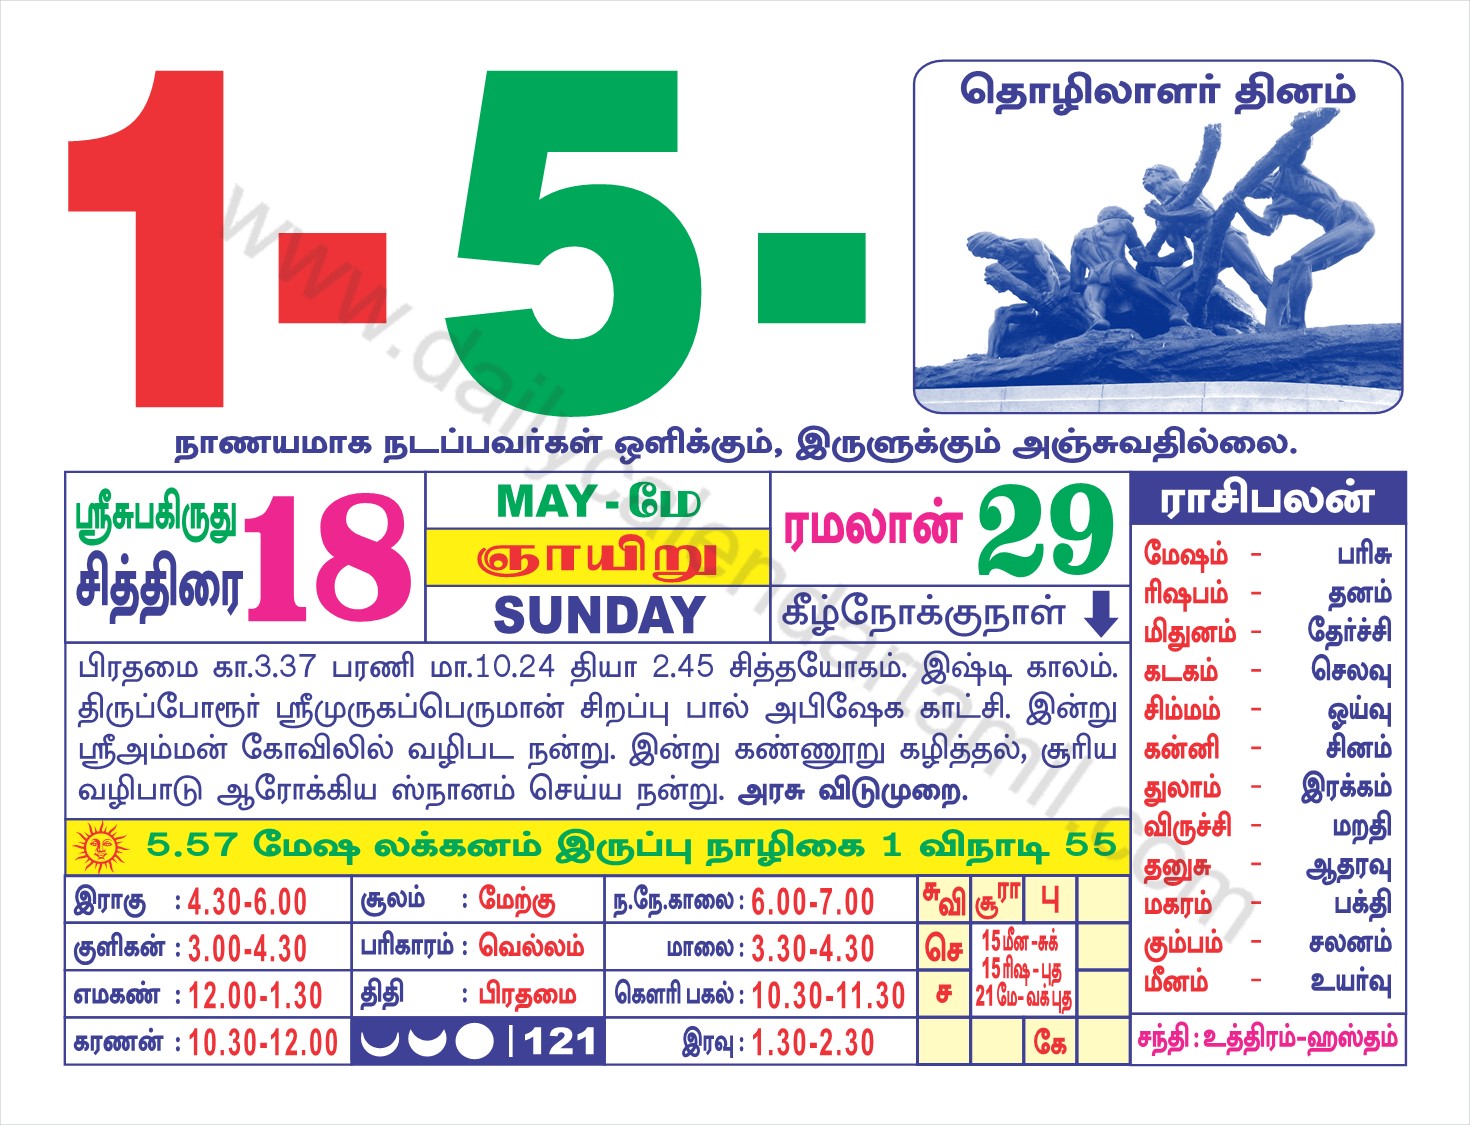 1-5-
தொழிலாளர் தினம்
நாணயமாக நடப்பவர்கள் ஒளிக்கும், இருளுக்கும் அஞ்சுவதில்லை.
ஸ்ரீசுபகிருது
சித்திரை 18
MAY - மே
ஞாயிறு
SUNDAY
ரமலான் 29
கீழ்நோக்குநாள்
பிரதமை கா.3.37 பரணி மா.10.24 தியா 2.45 சித்தயோகம். இஷ்டி காலம்.
திருப்போரூர் ஸ்ரீமுருகப்பெருமான் சிறப்பு பால் அபிஷேக காட்சி. இன்று
ஸ்ரீஅம்மன் கோவிலில் வழிபட நன்று. இன்று கண்ணூறு கழித்தல், சூரிய
வழிபாடு ஆரோக்கிய ஸ்நானம் செய்ய நன்று. அரசு விடுமுறை.
5.57 மேஷ லக்கனம் இருப்பு நாழிகை 1 விநாடி 55
இராகு : 4.30-6.00
குளிகன் : 3.00-4.30
எமகண் : 12.00-1.30
கரணன் : 10.30-12.00
சூலம் : மேற்கு
பரிகாரம் : வெல்லம்
திதி : பிரதமை
121
ந.நே.காலை : 6.00-7.00
மாலை : 3.30-4.30
கௌரி பகல் : 10.30-11.30
இரவு : 1.30-2.30
சு வி சூ ரா பு
செ
ச
15 மீன - சுக்
15 ரிஷ - புத
21 மே - வக் புத
கே
ராசிபலன்
மேஷம் - பரிசு
ரிஷபம் - தனம்
மிதுனம் - தேர்ச்சி
கடகம் - செலவு
சிம்மம் - ஓய்வு
கன்னி - சினம்
துலாம் - இரக்கம்
விருச்சி - மறதி
தனுசு - ஆதரவு
மகரம் - பக்தி
கும்பம் - சலனம்
மீனம் - உயர்வு
சந்தி : உத்திரம்-ஹஸ்தம்
www.dailycalendartamil.com